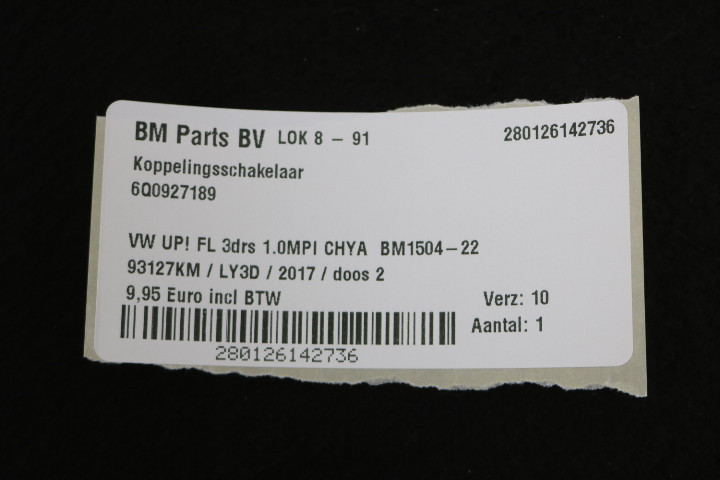 BM Parts BV LOK 8 – 91 280126142736
Koppelingsschakelaar
6Q0927189
VW UP! FL 3drs 1.0MPI CHYA BM1504–22
93127KM / LY3D / 2017 / doos 2
9,95 Euro incl BTW Verz: 10
Aantal: 1
280126142736